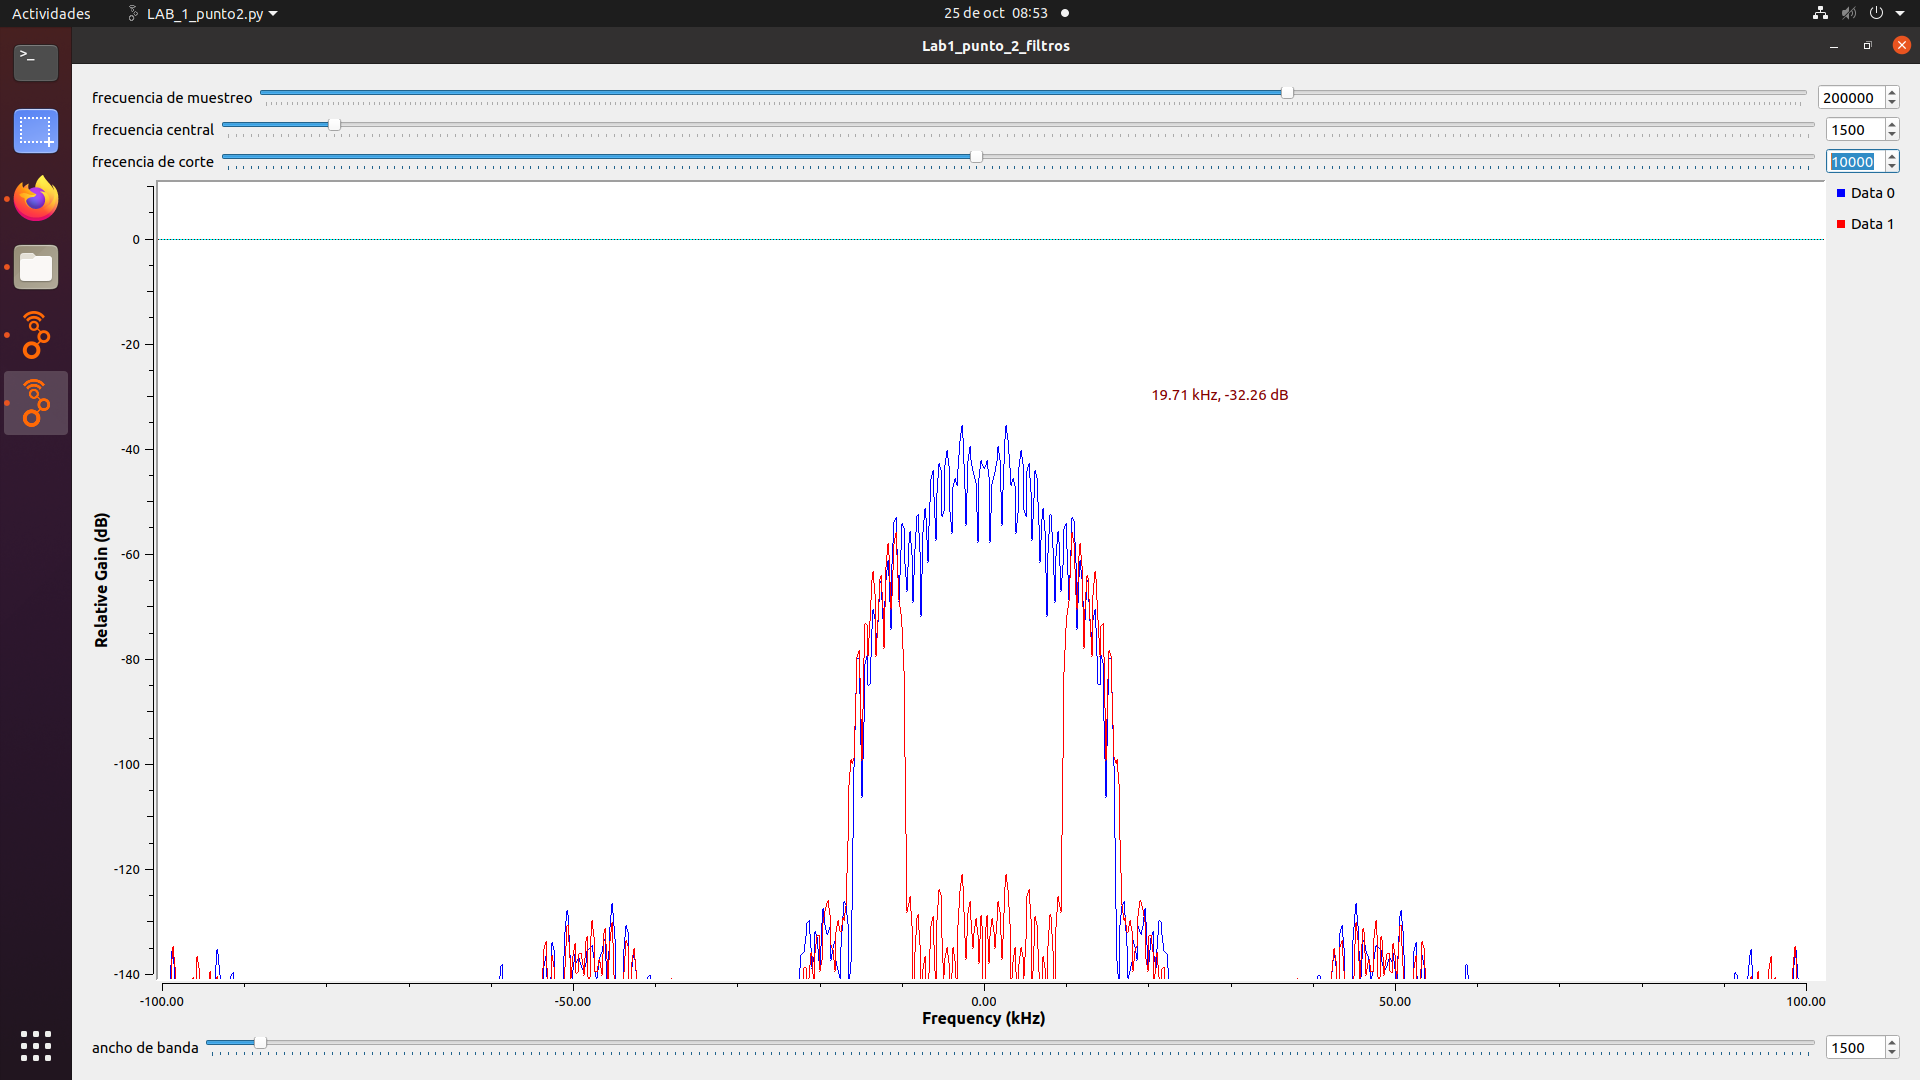 Actividades LAB_1_punto2.py 25 de oct 08:53
Lab1_punto_2_filtros
frecuencia de muestreo 200000
frecuencia central 1500
frecencia de corte 10000
Data 0
Data 1
0
-20
19.71 kHz, -32.26 dB
-40
-60
Relative Gain (dB)
-80
-100
-120
-140
-100.00 -50.00 0.00 50.00 100.00
Frequency (kHz)
ancho de banda 1500